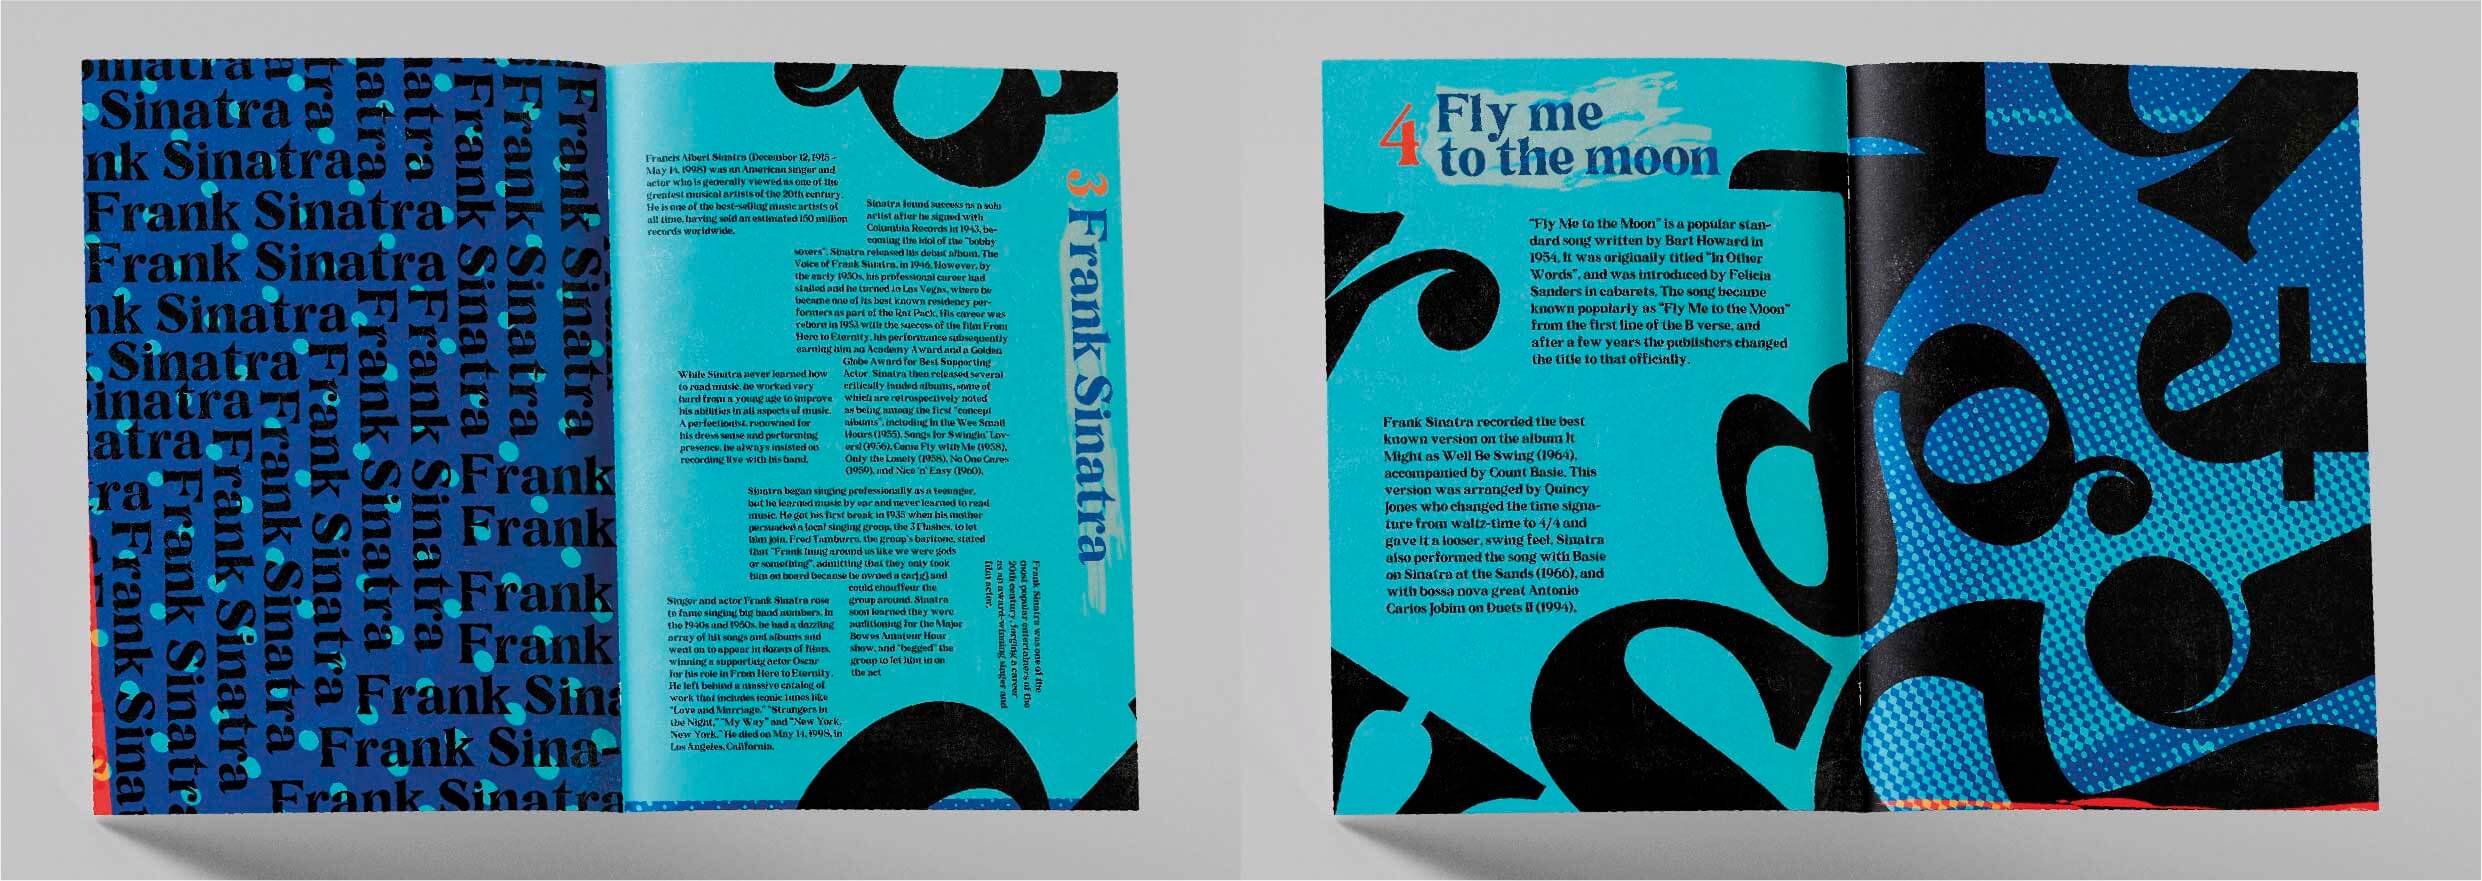 Sinatra
Sinatra
nk Sinatra
Frank Sinatra
Frank Sinatra
nk Sinatra
Sinatra
inatra
atra
ra
Frank Sinatra
Frank Sinatra
Frank Sinatra
Frank Sinatra
Frank Sinatra
Frank Sinatra
Frank Sinatra
Frank Sinatra
Frank Sinatra
Frank Sinatra
Frank
Frank
Frank
Frank
Frank Sina
Frank Sina-
Frank Sinatra
3 Frank Sinatra
Francis Albert Sinatra (December 12, 1915 –
May 14, 1998) was an American singer and
actor who is generally viewed as one of the
greatest musical artists of the 20th century.
He is one of the best-selling music artists of
all time, having sold an estimated 150 million
records worldwide.
Sinatra found success as a solo
artist after he signed with
Columbia Records in 1943, be-
coming the idol of the "bobby
soxers". Sinatra released his debut album, The
Voice of Frank Sinatra, in 1946. However, by
the early 1950s, his professional career had
stalled and he turned to Las Vegas, where he
became one of its best known residency per-
formers as part of the Rat Pack. His career was
reborn in 1953 with the success of the film From
Here to Eternity, his performance subsequently
earning him an Academy Award and a Golden
Globe Award for Best Supporting
Actor. Sinatra then released several
critically lauded albums, some of
which are retrospectively noted
as being among the first "concept
albums", including In the Wee Small
Hours (1955), Songs for Swingin' Lov-
ers! (1956), Come Fly with Me (1958),
Only the Lonely (1958), No One Cares
(1959), and Nice 'n' Easy (1960).
While Sinatra never learned how
to read music, he worked very
hard from a young age to improve
his abilities in all aspects of music.
A perfectionist, renowned for
his dress sense and performing
presence, he always insisted on
recording live with his band.
Sinatra began singing professionally as a teenager,
but he learned music by ear and never learned to read
music. He got his first break in 1935 when his mother
persuaded a local singing group, the 3 Flashes, to let
him join. Fred Tamburro, the group's baritone, stated
that "Frank hung around us like we were gods
or something", admitting that they only took
him on board because he owned a car[g] and
could chauffeur the
group around. Sinatra
soon learned they were
auditioning for the Major
Bowes Amateur Hour
show, and "begged" the
group to let him in on
the act
Singer and actor Frank Sinatra rose
to fame singing big band numbers. In
the 1940s and 1950s, he had a dazzling
array of hit songs and albums and
went on to appear in dozens of films,
winning a supporting actor Oscar
for his role in From Here to Eternity.
He left behind a massive catalog of
work that includes iconic tunes like
"Love and Marriage," "Strangers in
the Night," "My Way" and "New York,
New York." He died on May 14, 1998, in
Los Angeles, California.
Frank Sinatra was one of the
most popular entertainers of the
20th century, forging a career
as an award-winning singer and
film actor.
4 Fly me
to the moon
"Fly Me to the Moon" is a popular stan-
dard song written by Bart Howard in
1954. It was originally titled "In Other
Words", and was introduced by Felicia
Sanders in cabarets. The song became
known popularly as "Fly Me to the Moon"
from the first line of the B verse, and
after a few years the publishers changed
the title to that officially.
Frank Sinatra recorded the best
known version on the album It
Might as Well Be Swing (1964),
accompanied by Count Basie. This
version was arranged by Quincy
Jones who changed the time signa-
ture from waltz-time to 4/4 and
gave it a looser, swing feel. Sinatra
also performed the song with Basie
on Sinatra at the Sands (1966), and
with bossa nova great Antonio
Carlos Jobim on Duets II (1994).